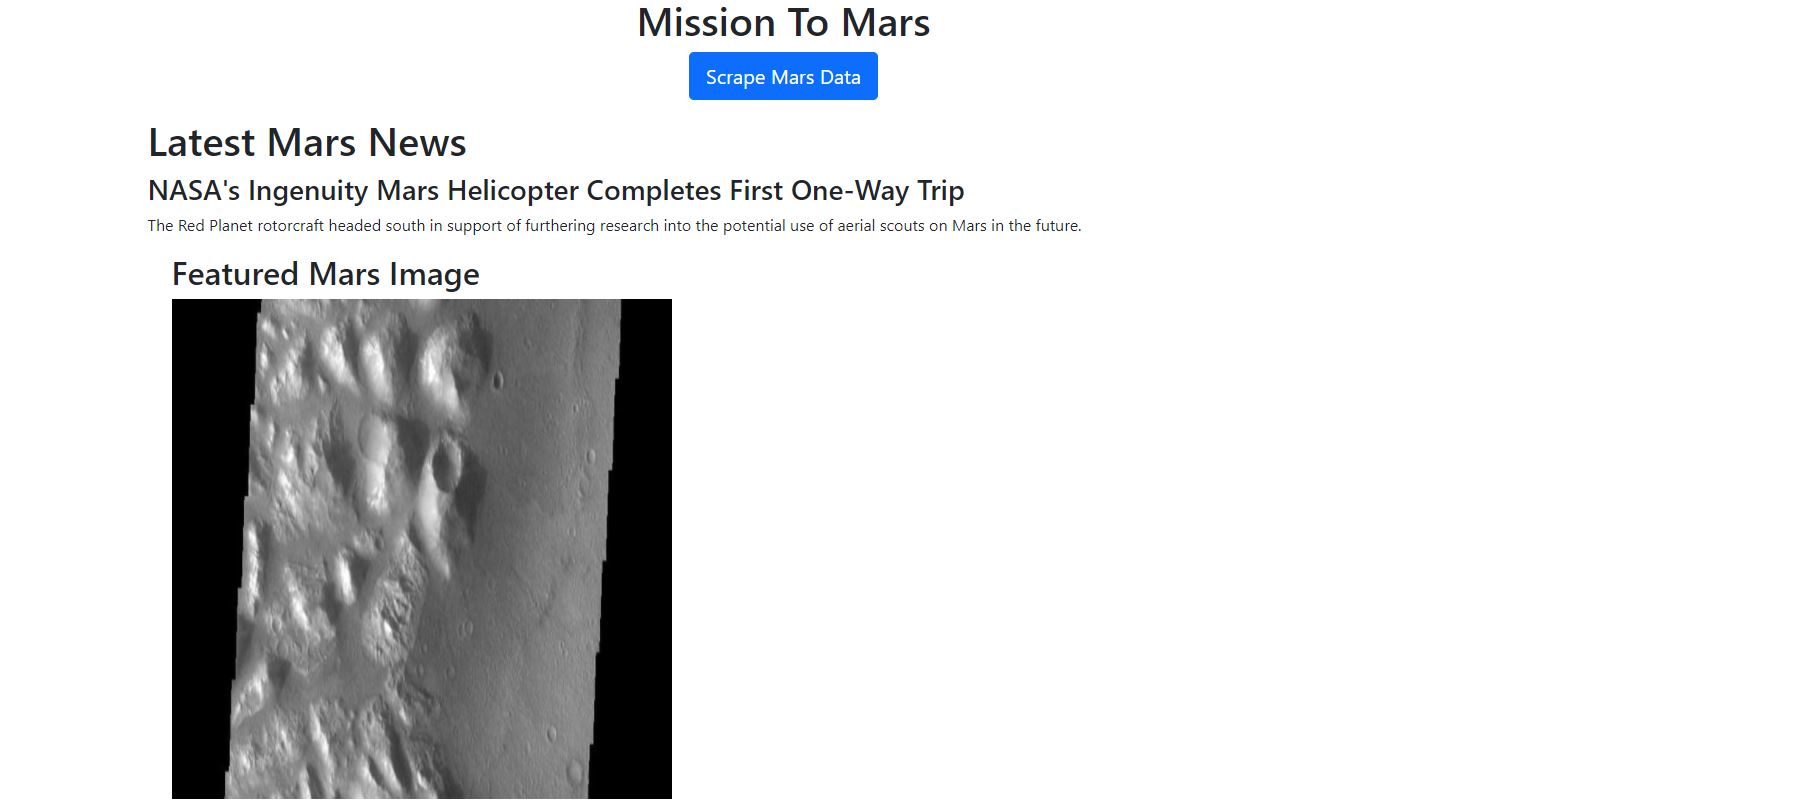 Mission To Mars
Scrape Mars Data
Latest Mars News
NASA's Ingenuity Mars Helicopter Completes First One-Way Trip
The Red Planet rotorcraft headed south in support of furthering research into the potential use of aerial scouts on Mars in the future.
Featured Mars Image